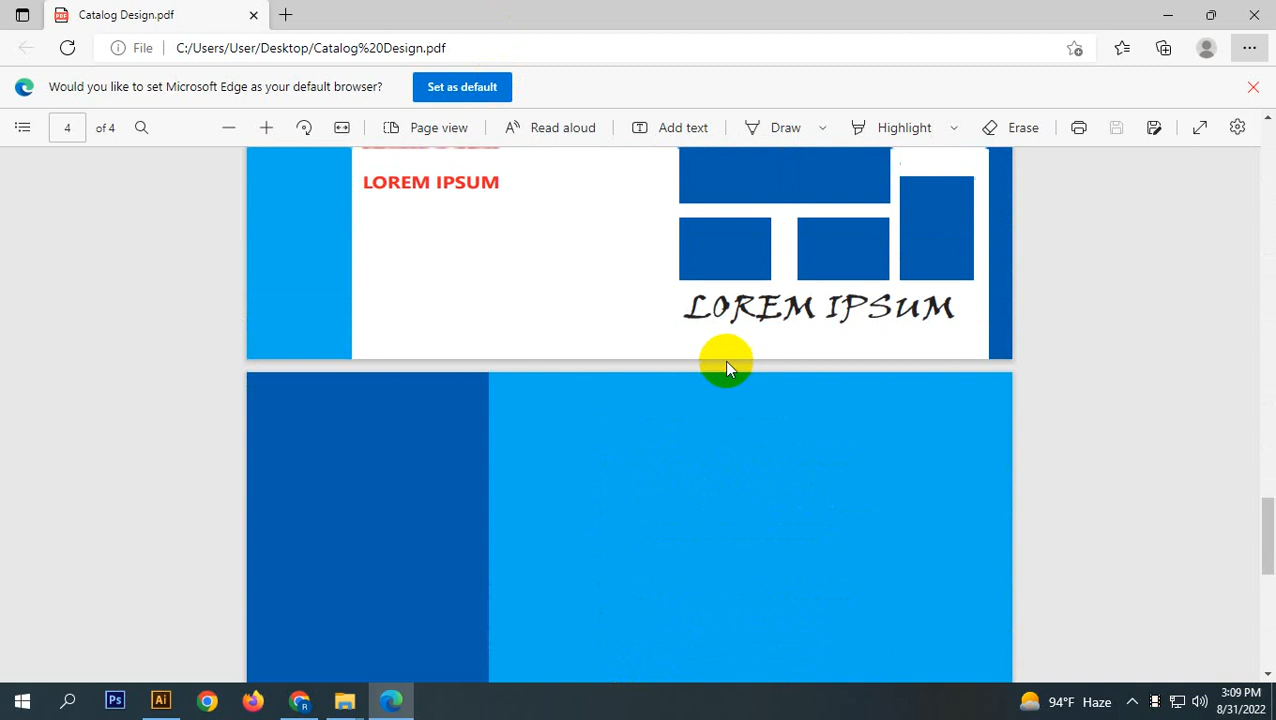 Catalog Design.pdf
File C:/Users/User/Desktop/Catalog%20Design.pdf
Would you like to set Microsoft Edge as your default browser? Set as default
4 of 4 Page view Read aloud Add text Draw Highlight Erase
LOREM IPSUM
LOREM IPSUM
Ps Ai 94°F Haze 3:09 PM
8/31/2022